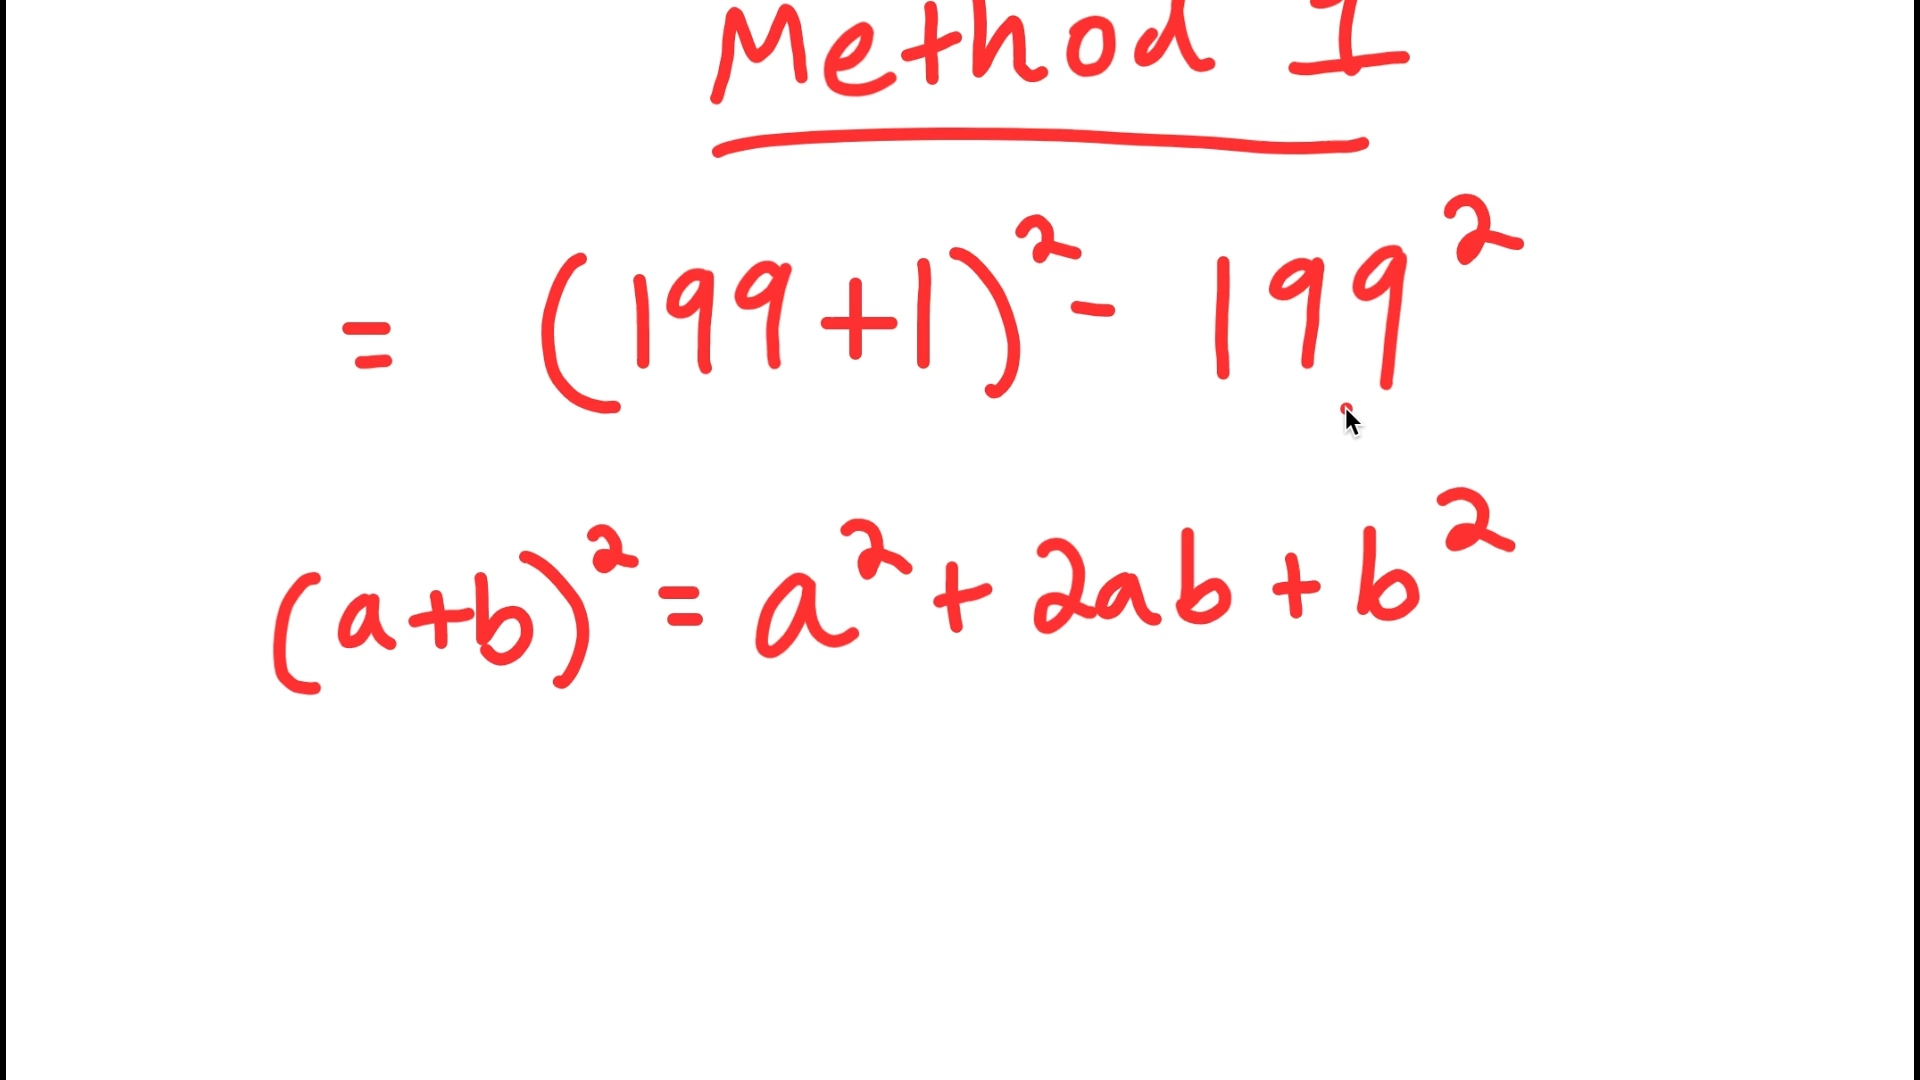 Method 1
= (199+1)² - 199²
(a+b)² = a² + 2ab + b²